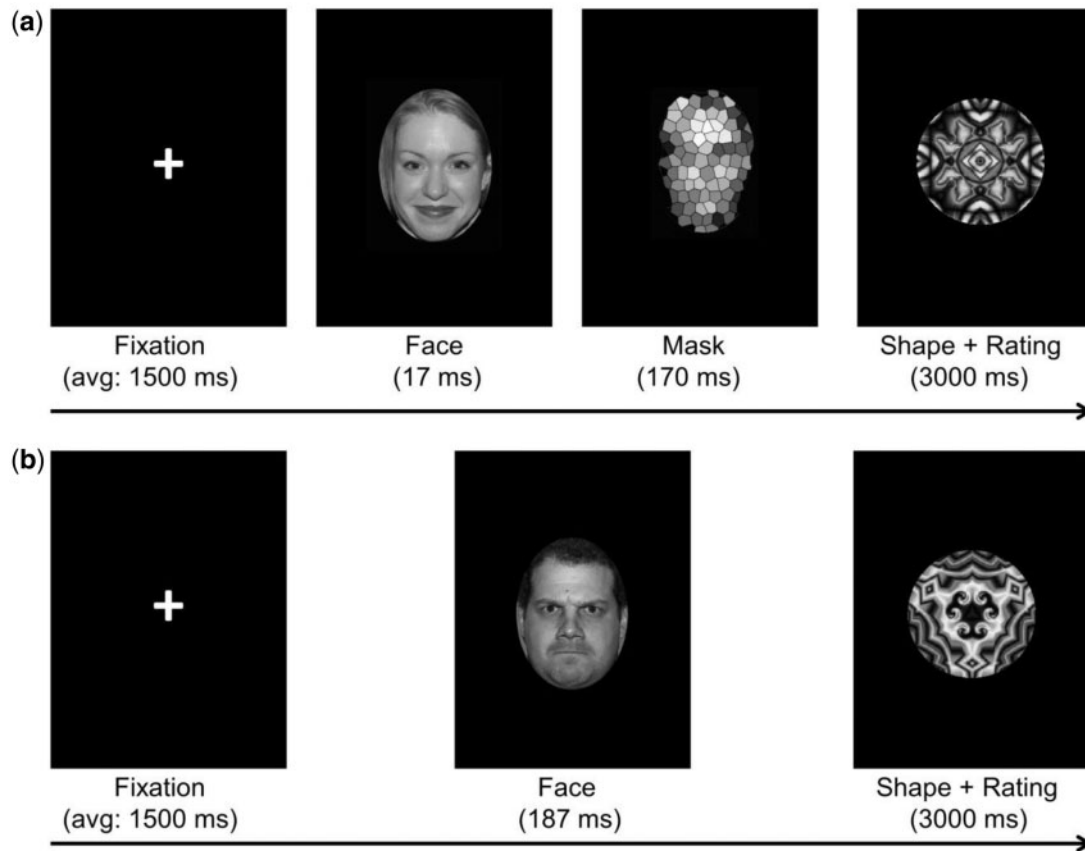 (a)
Fixation
(avg: 1500 ms)
Face
(17 ms)
Mask
(170 ms)
Shape + Rating
(3000 ms)
(b)
Fixation
(avg: 1500 ms)
Face
(187 ms)
Shape + Rating
(3000 ms)